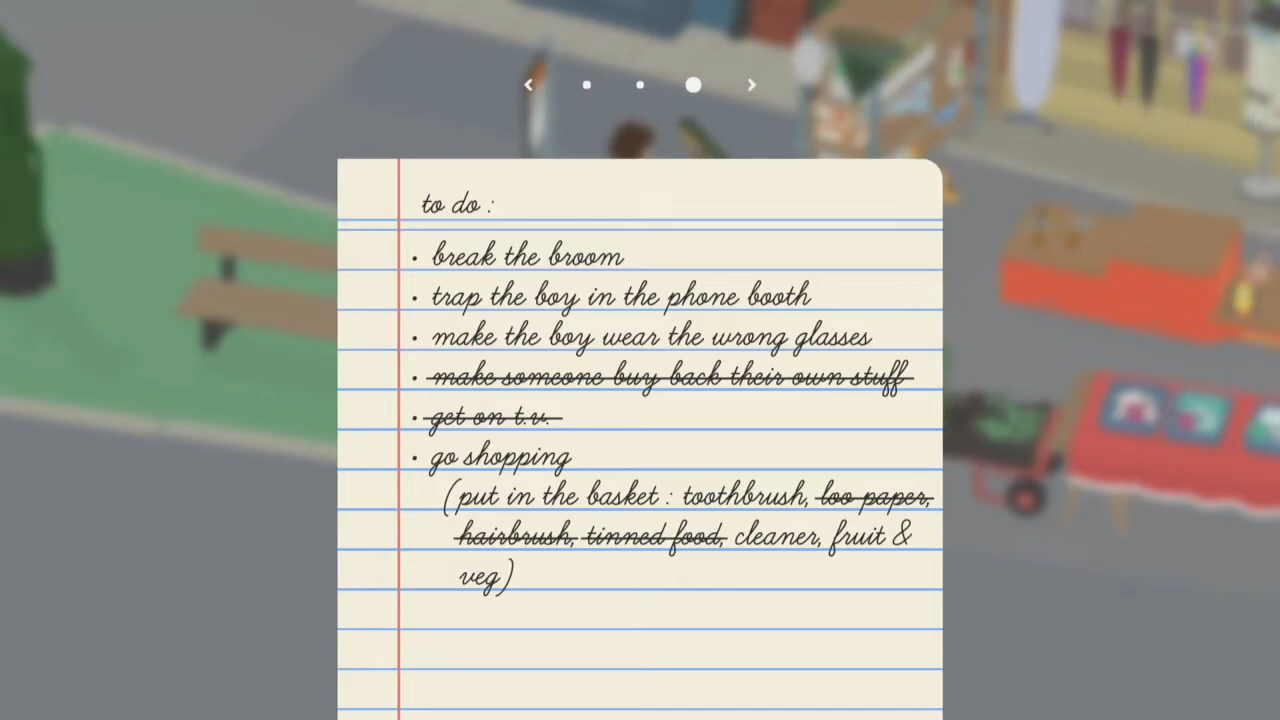 to do :
• break the broom
• trap the boy in the phone booth
• make the boy wear the wrong glasses
• make someone buy back their own stuff
• get on t.v.
• go shopping
(put in the basket : toothbrush, loo paper,
hairbrush, tinned food, cleaner, fruit &
veg)